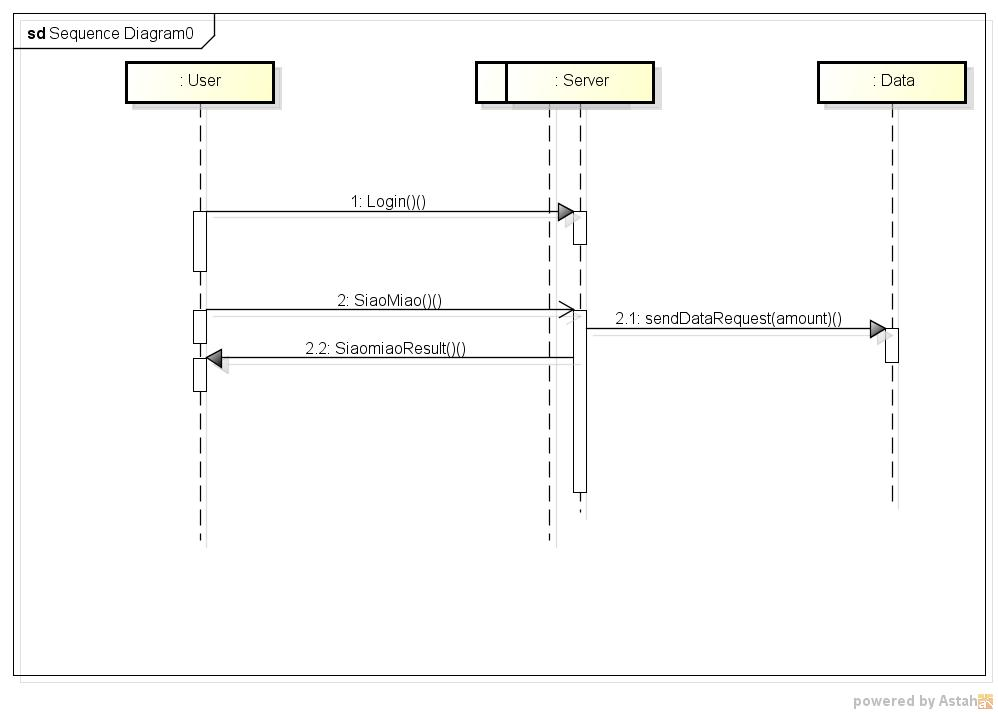 sd Sequence Diagram0
: User
: Server
: Data
1: Login()()
2: SiaoMiao()()
2.1: sendDataRequest(amount)()
2.2: SiaomiaoResult()()
powered by Astah